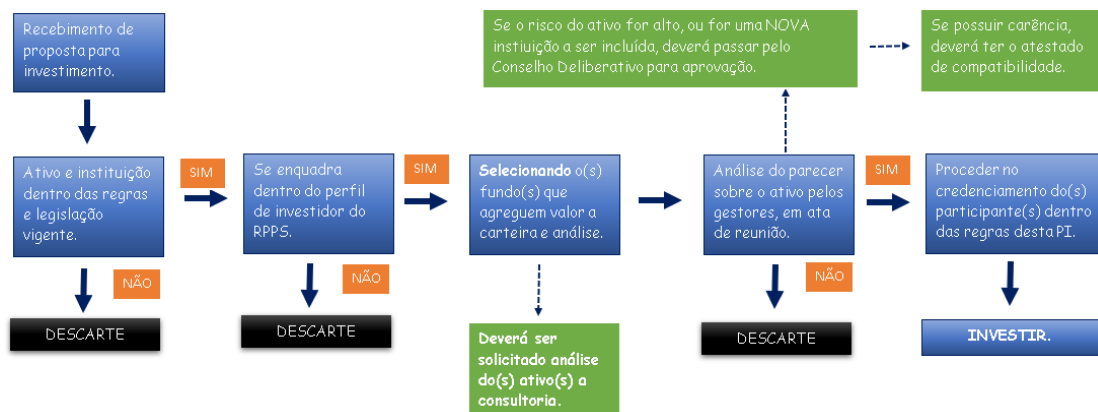 Recebimento de
proposta para
investimento.
Se o risco do ativo for alto, ou for uma NOVA
instiuição a ser incluída, deverá passar pelo
Conselho Deliberativo para aprovação.
Se possuir carência,
deverá ter o atestado
de compatibilidade.
Ativo e instituição
dentro das regras
e legislação
vigente.
SIM
NÃO
DESCARTE
Se enquadra
dentro do perfil
de investidor do
RPPS.
SIM
NÃO
DESCARTE
Selecionando o(s)
fundo(s) que
agreguem valor a
carteira e análise.
Deverá ser
solicitado análise
do(s) ativo(s) a
consultoria.
Análise do parecer
sobre o ativo pelos
gestores, em ata
de reunião.
SIM
NÃO
DESCARTE
Proceder no
credenciamento do(s)
participante(s) dentro
das regras desta PI.
INVESTIR.